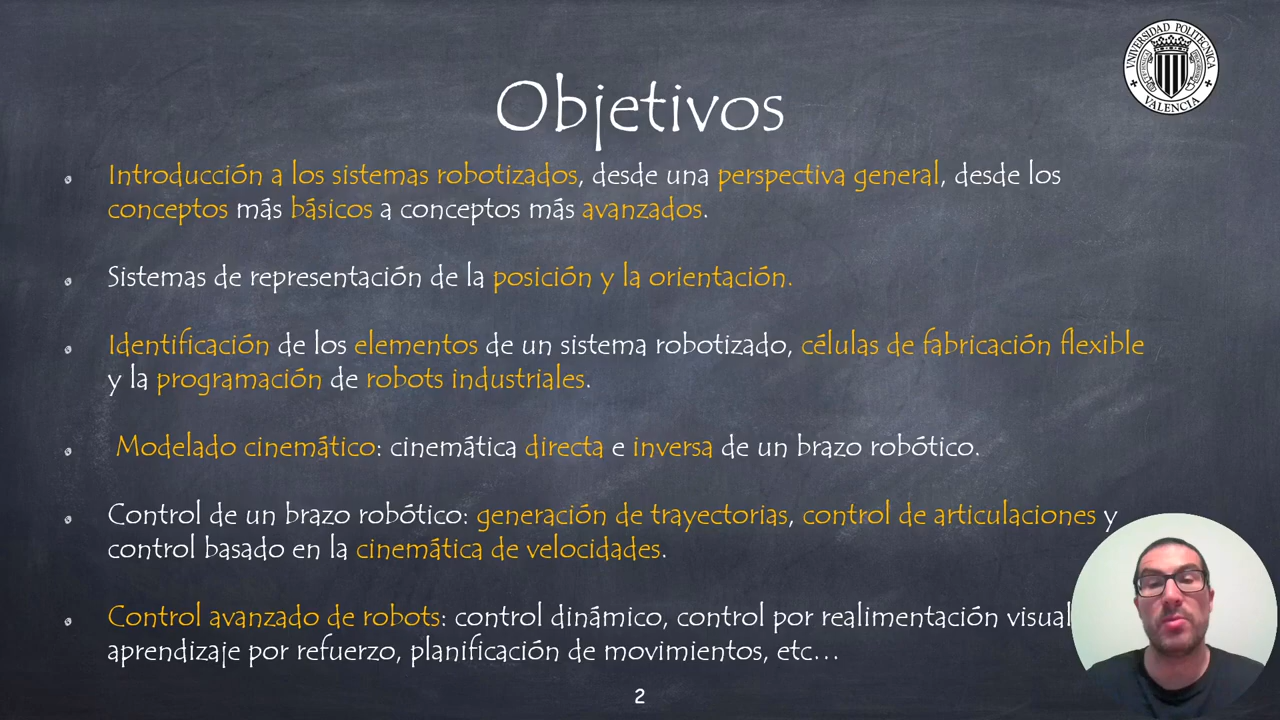 UNIVERSIDAD POLITECNICA
VALENCIA
Objetivos
Introducción a los sistemas robotizados, desde una perspectiva general, desde los
conceptos más básicos a conceptos más avanzados.
Sistemas de representación de la posición y la orientación.
Identificación de los elementos de un sistema robotizado, células de fabricación flexible
y la programación de robots industriales.
Modelado cinemático: cinemática directa e inversa de un brazo robótico.
Control de un brazo robótico: generación de trayectorias, control de articulaciones y
control basado en la cinemática de velocidades.
Control avanzado de robots: control dinámico, control por realimentación visual
aprendizaje por refuerzo, planificación de movimientos, etc...
2